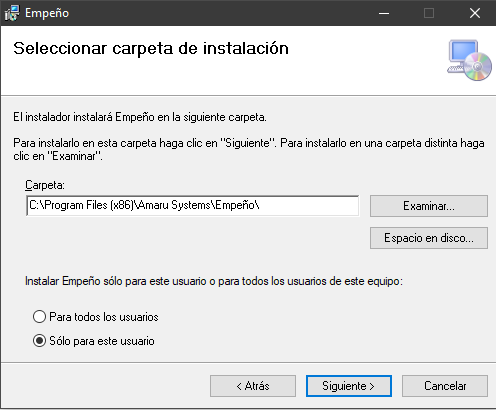 Empeño
Seleccionar carpeta de instalación
El instalador instalará Empeño en la siguiente carpeta.
Para instalarlo en esta carpeta haga clic en "Siguiente". Para instalarlo en una carpeta distinta haga
clic en "Examinar".
Carpeta:
C:\Program Files (x86)\Amaru Systems\Empeño\
Examinar...
Espacio en disco...
Instalar Empeño sólo para este usuario o para todos los usuarios de este equipo:
Para todos los usuarios
Sólo para este usuario
< Atrás
Siguiente >
Cancelar